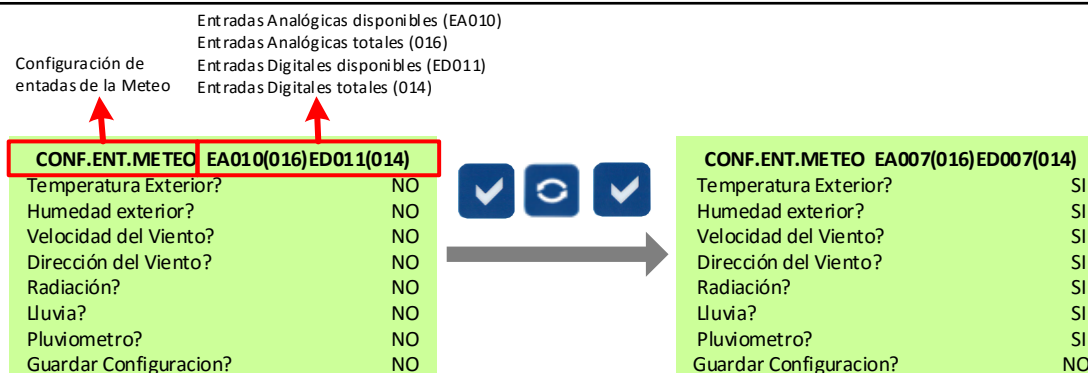 Entradas Analógicas disponibles (EA010)
Entradas Analógicas totales (016)
Configuración de
Entradas Digitales disponibles (ED011)
entadas de la Meteo
Entradas Digitales totales (014)
CONF.ENT.METEO EA010(016)ED011(014)
Temperatura Exterior? NO
Humedad exterior? NO
Velocidad del Viento? NO
Dirección del Viento? NO
Radiación? NO
Lluvia? NO
Pluviometro? NO
Guardar Configuracion? NO
CONF.ENT.METEO EA007(016)ED007(014)
Temperatura Exterior? SI
Humedad exterior? SI
Velocidad del Viento? SI
Dirección del Viento? SI
Radiación? SI
Lluvia? SI
Pluviometro? SI
Guardar Configuracion? NO